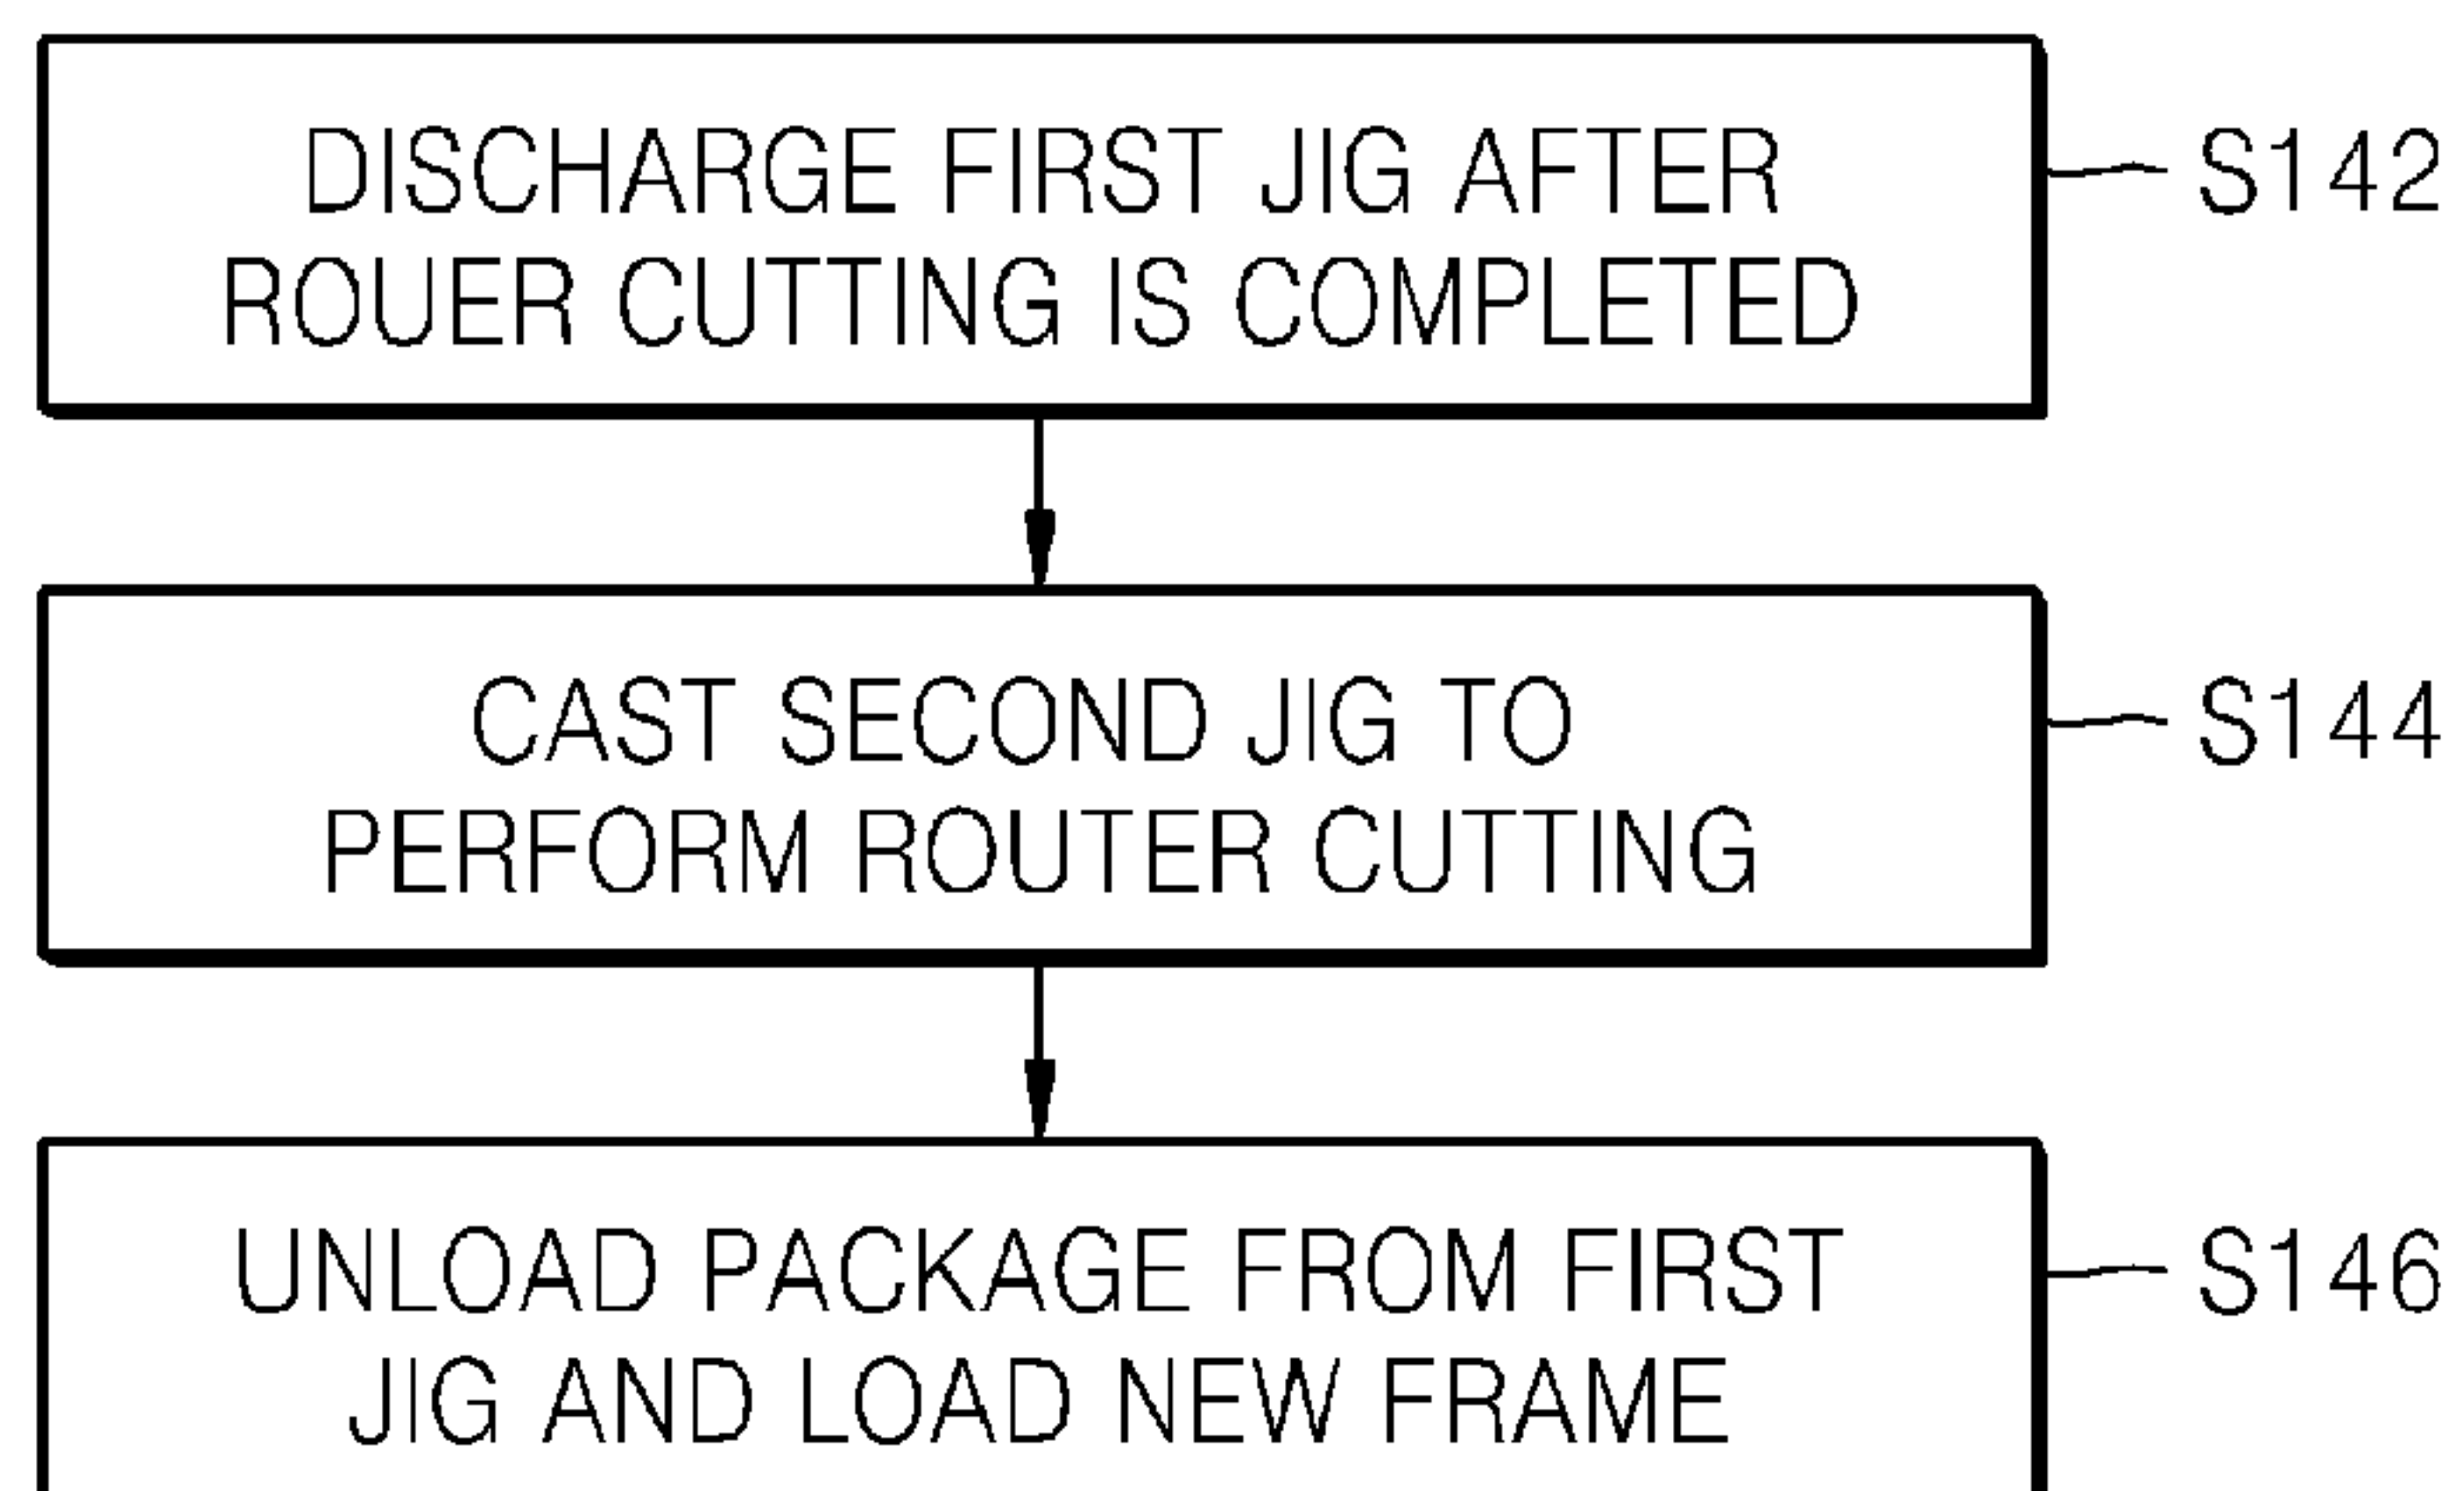 DISCHARGE FIRST JIG AFTER
ROUER CUTTING IS COMPLETED
S142
CAST SECOND JIG TO
PERFORM ROUTER CUTTING
S144
UNLOAD PACKAGE FROM FIRST
JIG AND LOAD NEW FRAME
S146